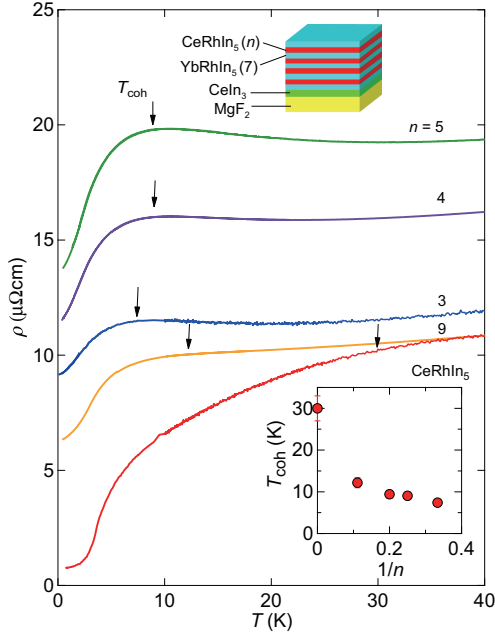 25
20
15
10
5
0
ρ (μΩcm)
0
10
20
30
40
T (K)
CeRhIn5 (n)
YbRhIn5 (7)
CeIn3
MgF2
Tcoh
n = 5
4
3
9
CeRhIn5
30
20
10
0
Tcoh (K)
0
0.2
0.4
1/n